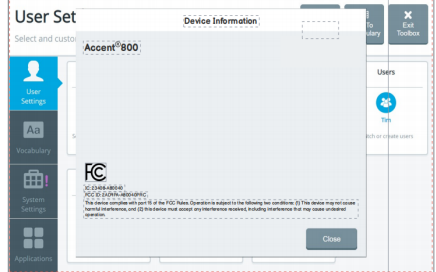 User Set
Device Information
To
ulary
Exit
Toolbox
Select and custo
Accent®800
Users
User
Settings
Tim
Aa
Vocabulary
tch or create users
System
Settings
FC
This device complies with part 15 of the FCC Rules. Operation is subject to the following two conditions: (1) This device may not cause
harmful interference, and (2) this device must accept any interference received, including interference that may cause undesired
operation.
Close
Applications